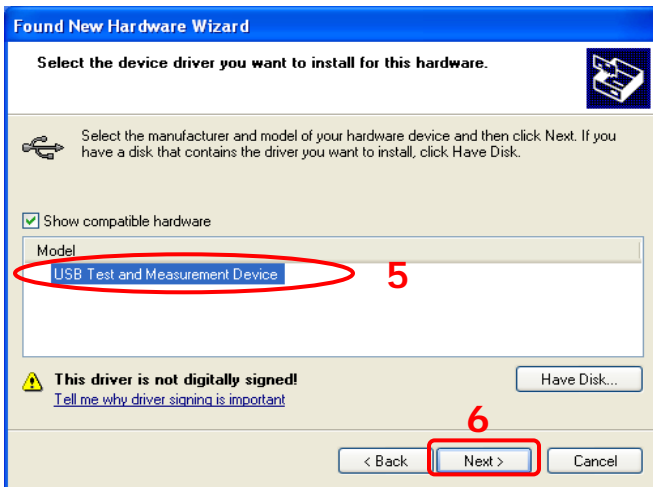 Found New Hardware Wizard
Select the device driver you want to install for this hardware.
Select the manufacturer and model of your hardware device and then click Next. If you
have a disk that contains the driver you want to install, click Have Disk.
Show compatible hardware
Model
USB Test and Measurement Device
5
This driver is not digitally signed!
Have Disk...
Tell me why driver signing is important
6
< Back
Next >
Cancel